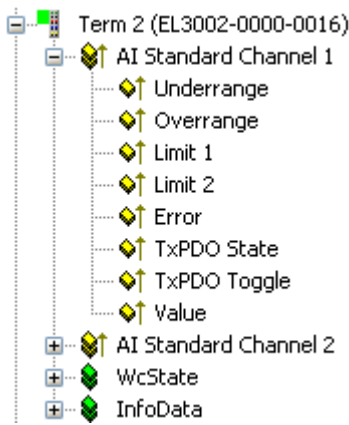 Term 2 (EL3002-0000-0016)
AI Standard Channel 1
Underrange
Overrange
Limit 1
Limit 2
Error
TxPDO State
TxPDO Toggle
Value
AI Standard Channel 2
WcState
InfoData